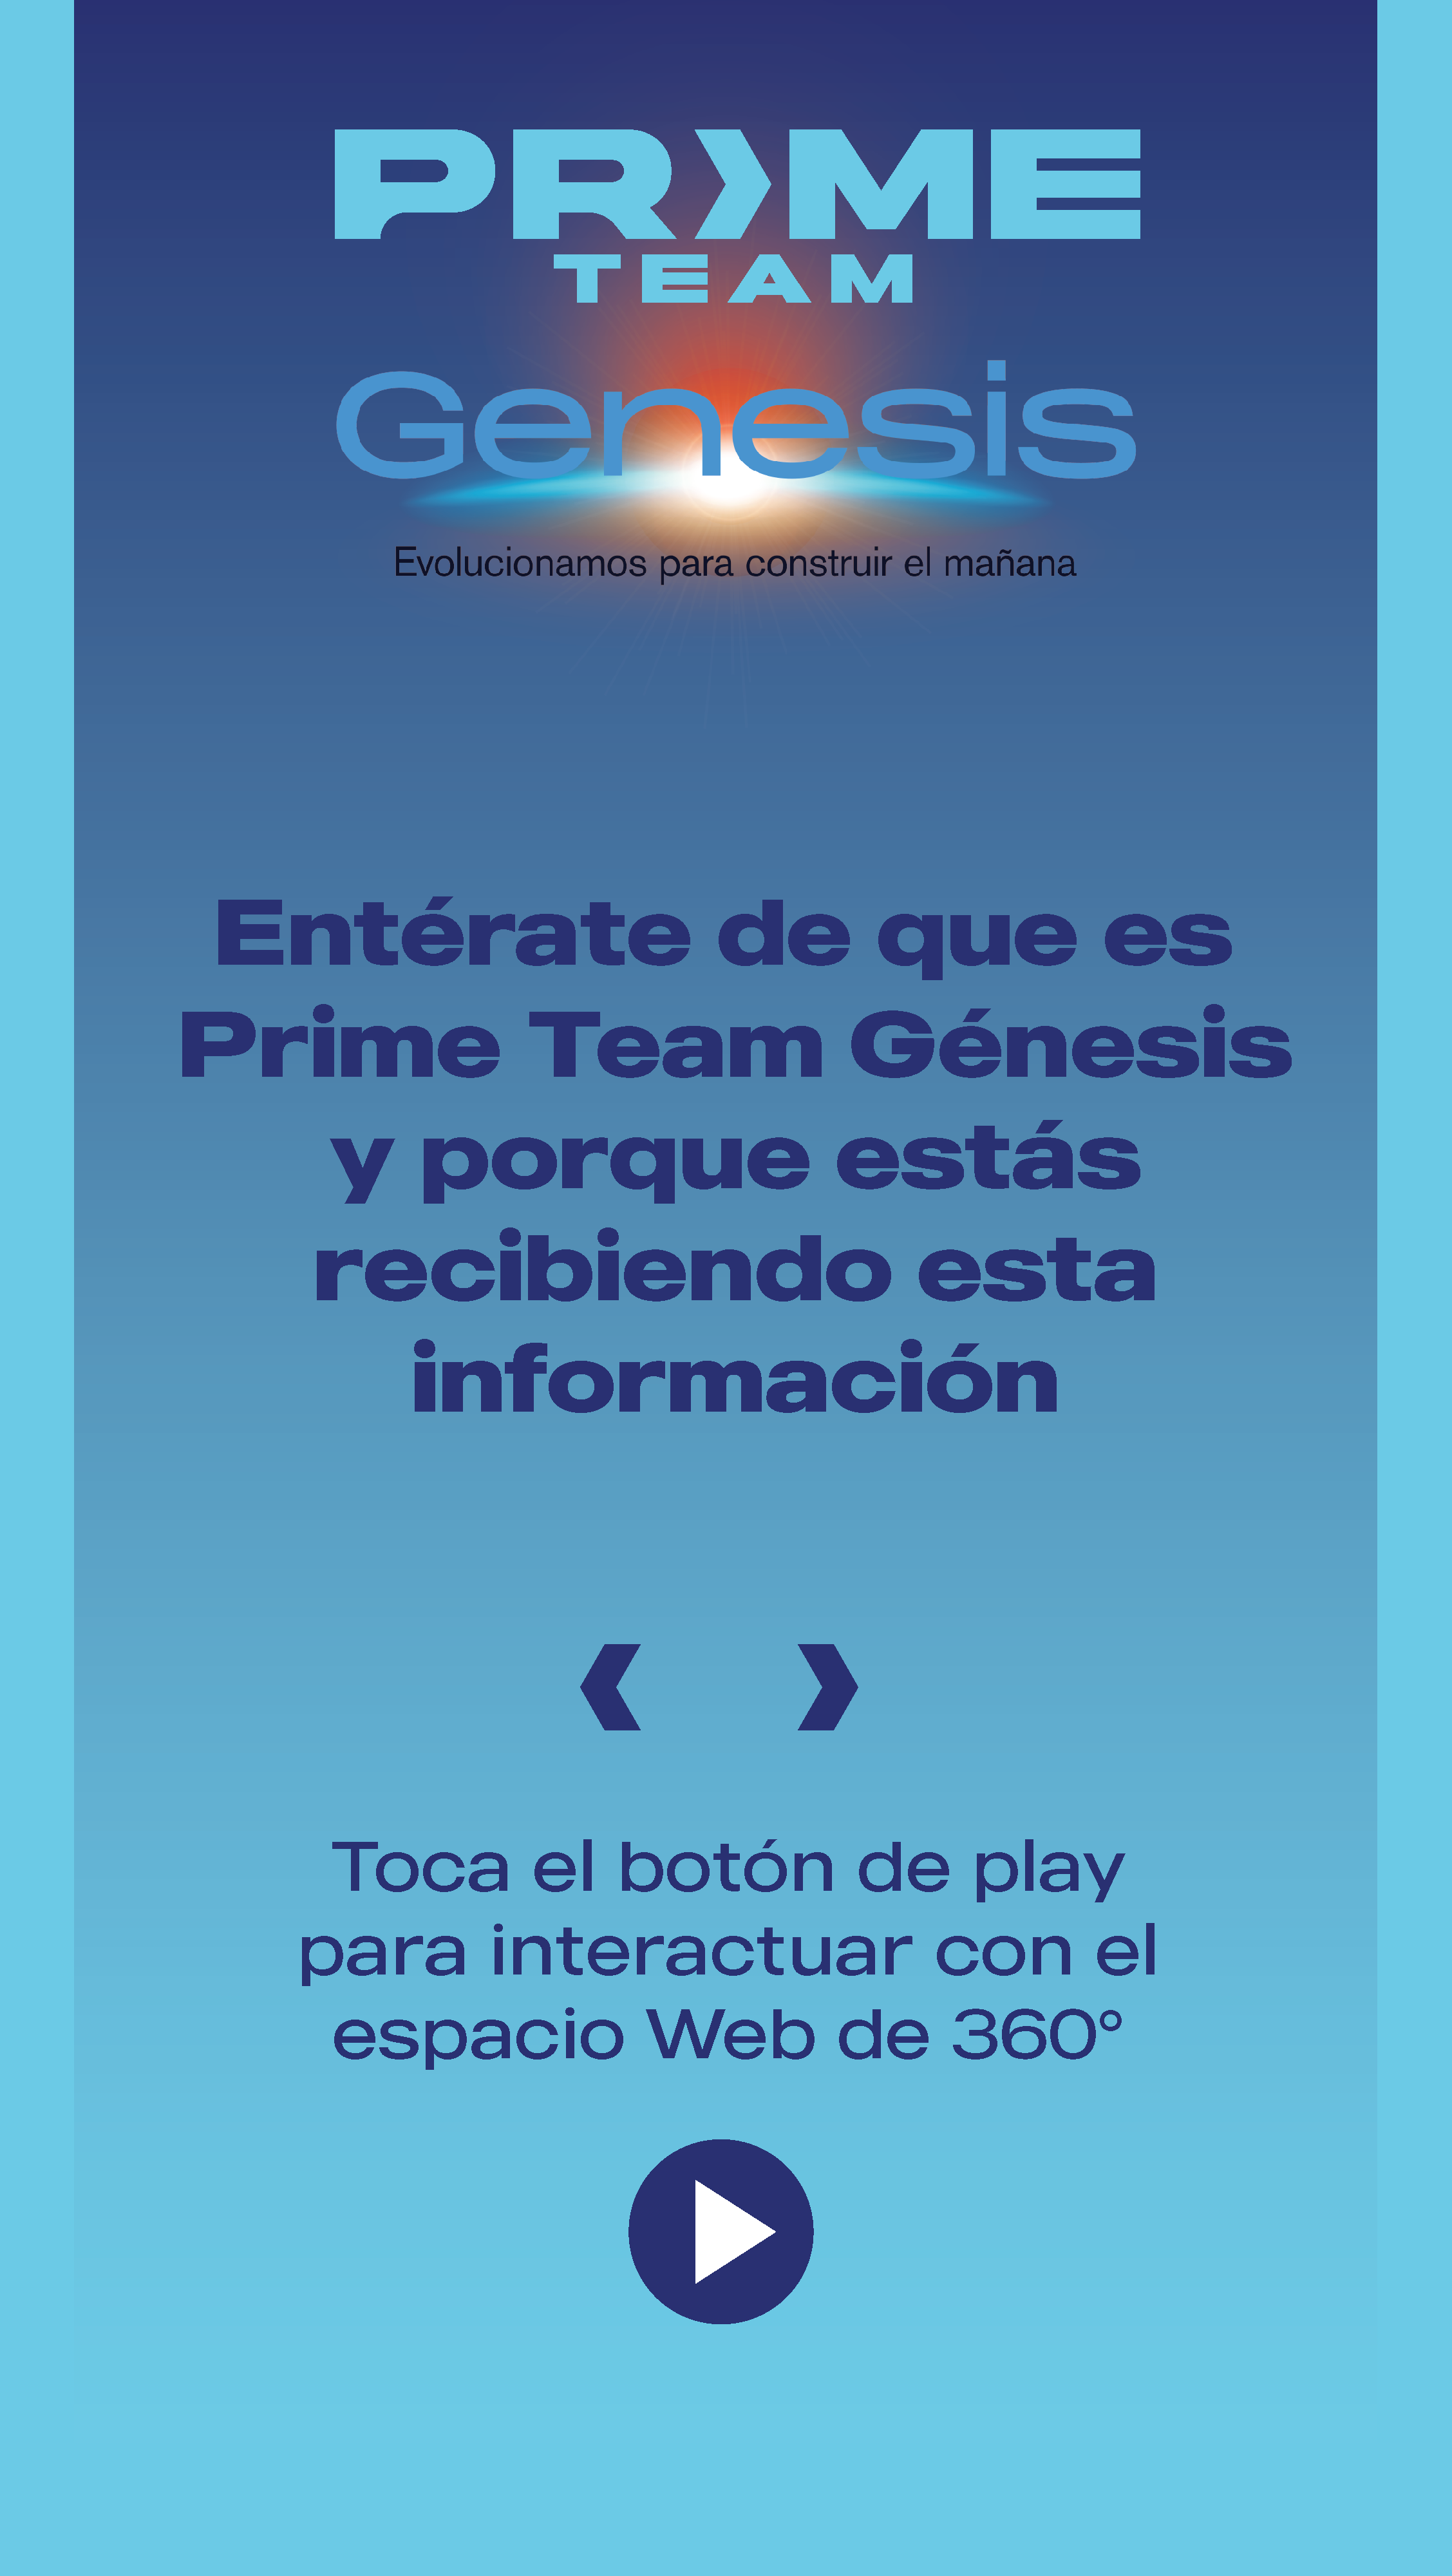 PRIME
TEAM
Genesis
Evolucionamos para construir el mañana
Entérate de que es
Prime Team Génesis
y porque estás
recibiendo esta
información
Toca el botón de play
para interactuar con el
espacio Web de 360°